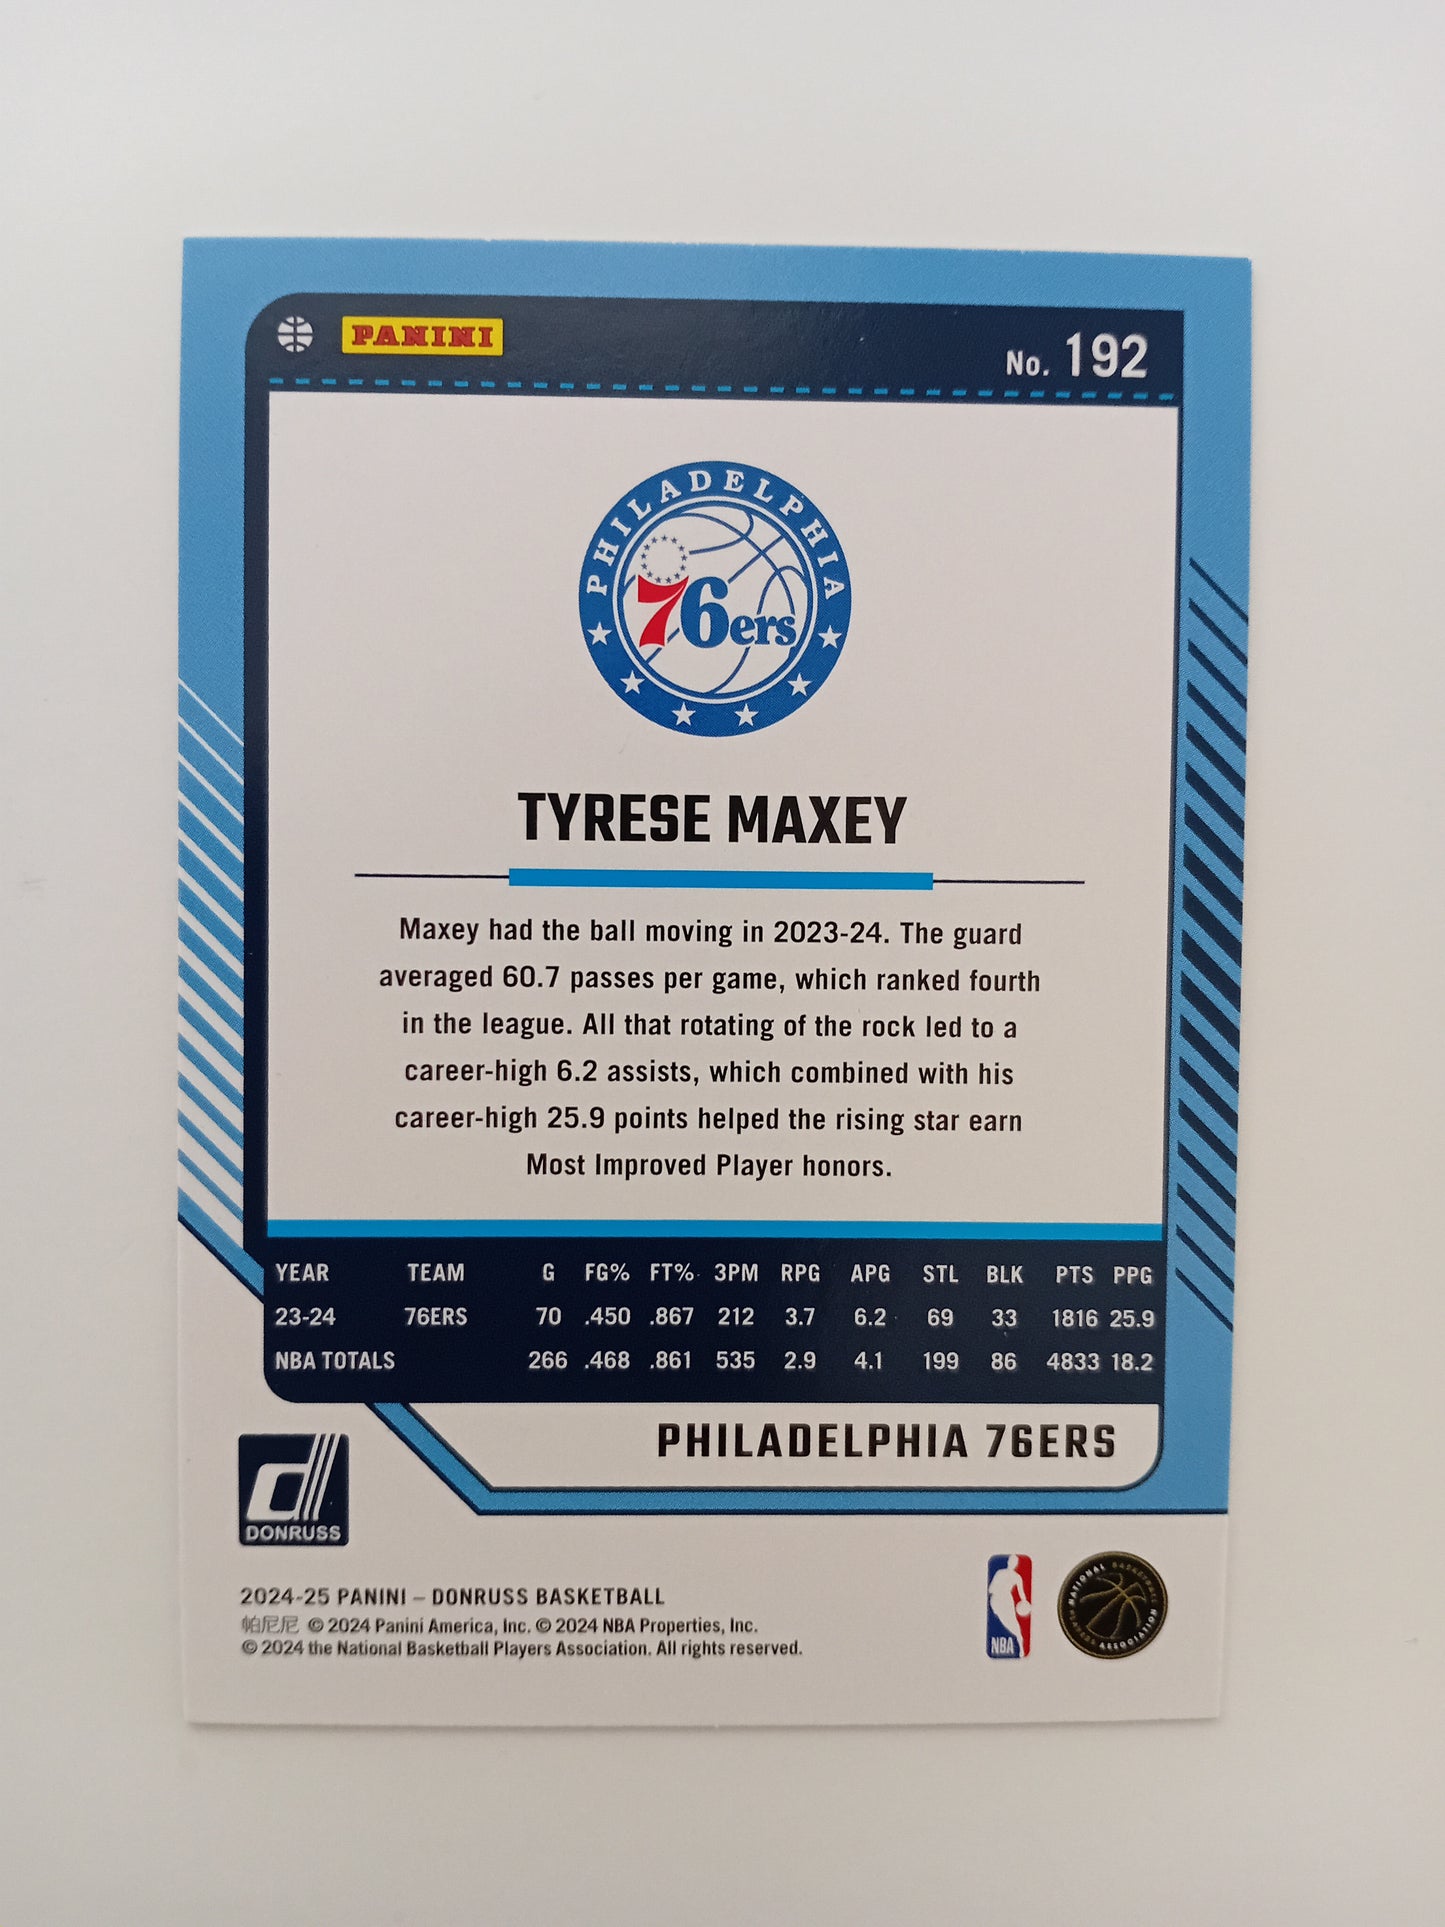 PANINI
No. 192
PHILADELPHIA
76ers
TYRESE MAXEY
Maxey had the ball moving in 2023-24. The guard
averaged 60.7 passes per game, which ranked fourth
in the league. All that rotating of the rock led to a
career-high 6.2 assists, which combined with his
career-high 25.9 points helped the rising star earn
Most Improved Player honors.
YEAR TEAM G FG% FT% 3PM RPG APG STL BLK PTS PPG
23-24 76ERS 70 .450 .867 212 3.7 6.2 69 33 1816 25.9
NBA TOTALS 266 .468 .861 535 2.9 4.1 199 86 4833 18.2
PHILADELPHIA 76ERS
DONRUSS
2024-25 PANINI – DONRUSS BASKETBALL
帕尼尼 © 2024 Panini America, Inc. © 2024 NBA Properties, Inc.
© 2024 the National Basketball Players Association. All rights reserved.
NBA
NATIONAL BASKETBALL PLAYERS ASSOCIATION